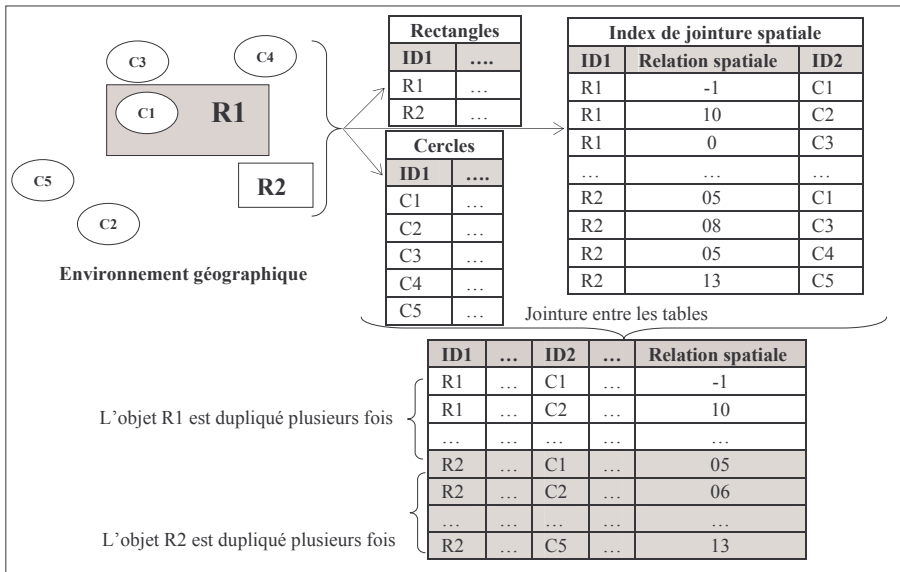 C3
C4
C1
R1
C5
R2
C2
Environnement géographique
Rectangles
ID1 ….
R1 …
R2 …
Cercles
ID1 ….
C1 …
C2 …
C3 …
C4 …
C5 …
Index de jointure spatiale
ID1 Relation spatiale ID2
R1 -1 C1
R1 10 C2
R1 0 C3
… … …
R2 05 C1
R2 08 C3
R2 05 C4
R2 13 C5
Jointure entre les tables
ID1 … ID2 … Relation spatiale
R1 … C1 … -1
R1 … C2 … 10
… … … … …
R2 … C1 … 05
R2 … C2 … 06
… … … … …
R2 … C5 … 13
L'objet R1 est dupliqué plusieurs fois
L'objet R2 est dupliqué plusieurs fois